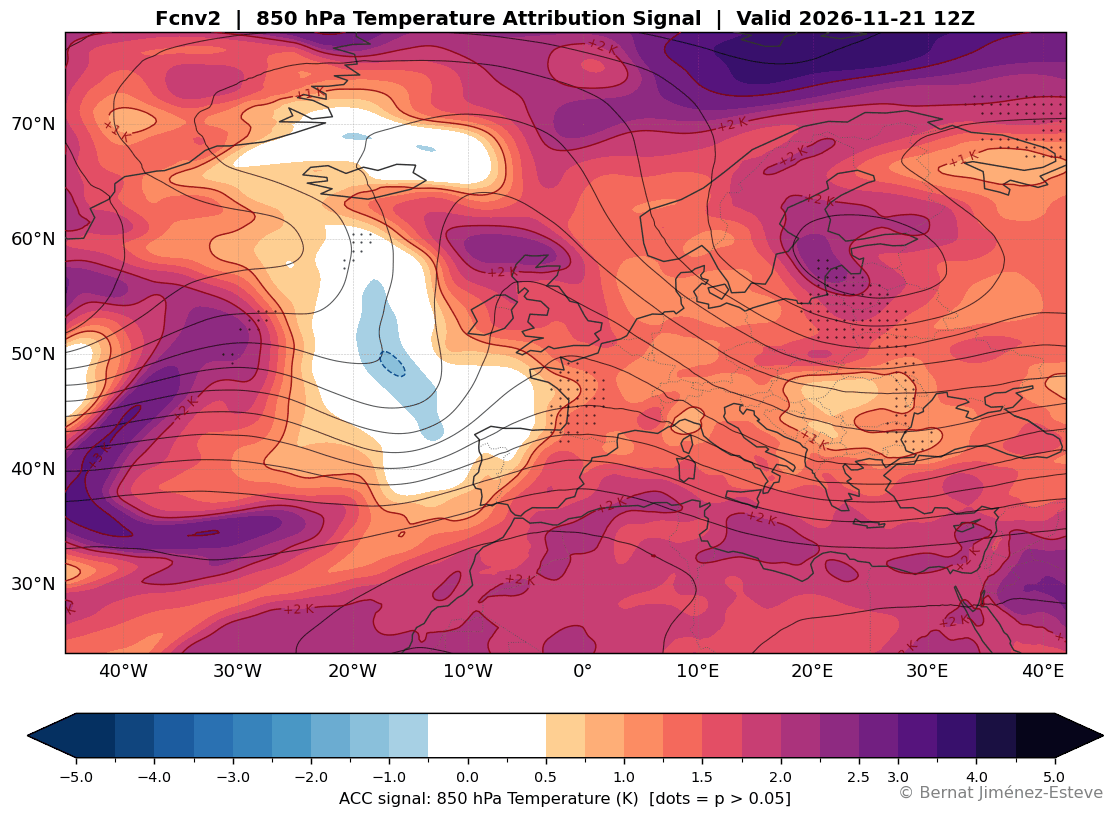 Fcnv2 | 850 hPa Temperature Attribution Signal | Valid 2026-11-21 12Z
+2 K
+1 K
70°N
+1 K
+2 K
+2 K
+1 K
60°N
+2 K
+2 K
50°N
+2 K
+1 K
40°N
+2 K
+2 K
+2 K
30°N
+2 K
+2 K
+2 K
40°W 30°W 20°W 10°W 0° 10°E 20°E 30°E 40°E
−5.0 −4.0 −3.0 −2.0 −1.0 0.0 0.5 1.0 1.5 2.0 2.5 3.0 4.0 5.0
ACC signal: 850 hPa Temperature (K) [dots = p > 0.05]
© Bernat Jiménez-Esteve